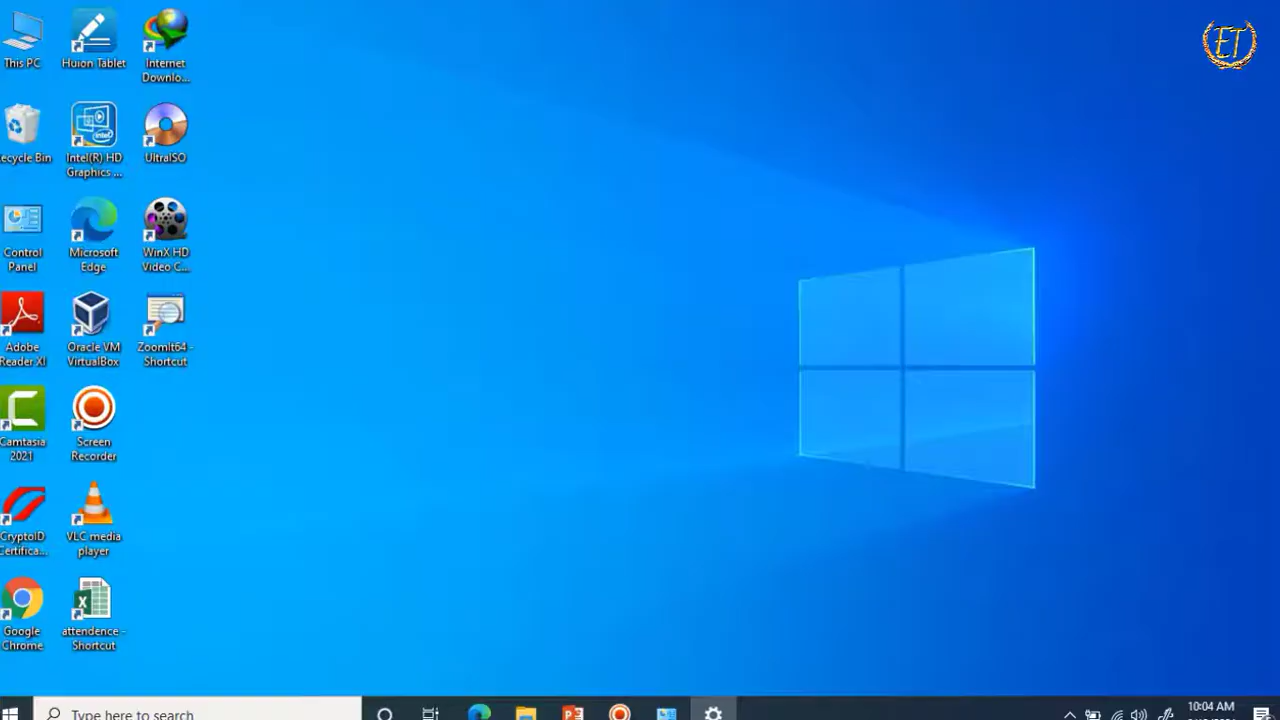 This PC
Huion Tablet
Internet
Downlo...
ecycle Bin
Intel(R) HD
Graphics ...
UltraISO
Control
Panel
Microsoft
Edge
WinX HD
Video C...
Adobe
Reader XI
Oracle VM
VirtualBox
ZoomIt64 -
Shortcut
Camtasia
2021
Screen
Recorder
CryptoID
Certifica...
VLC media
player
Google
Chrome
attendence -
Shortcut
ET
Type here to search
10:04 AM